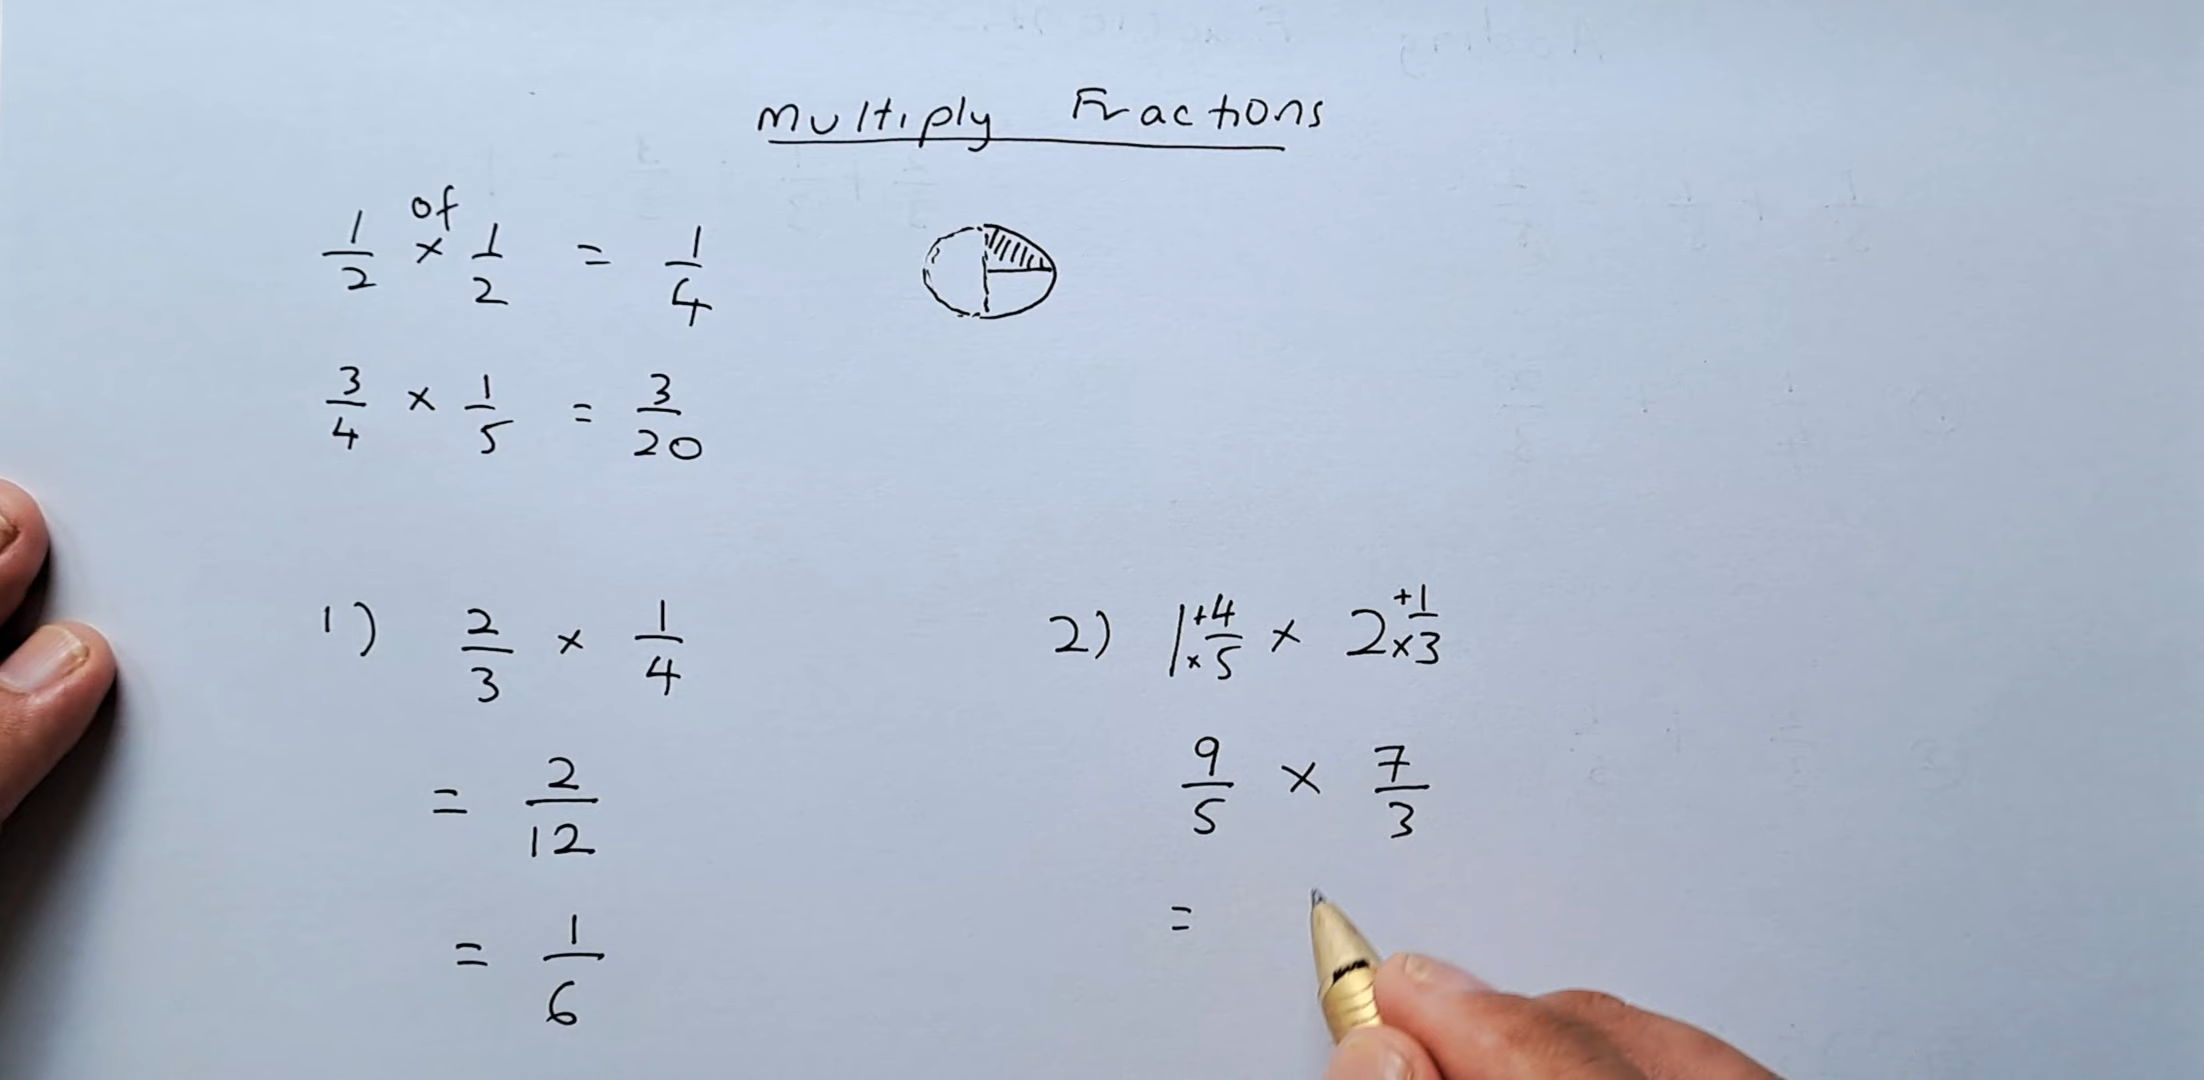 Multiply Fractions
1/2 of × 1/2 = 1/4
3/4 × 1/5 = 3/20
1) 2/3 × 1/4
= 2/12
= 1/6
2) 1 +4/×5 × 2 +1/×3
9/5 × 7/3
=